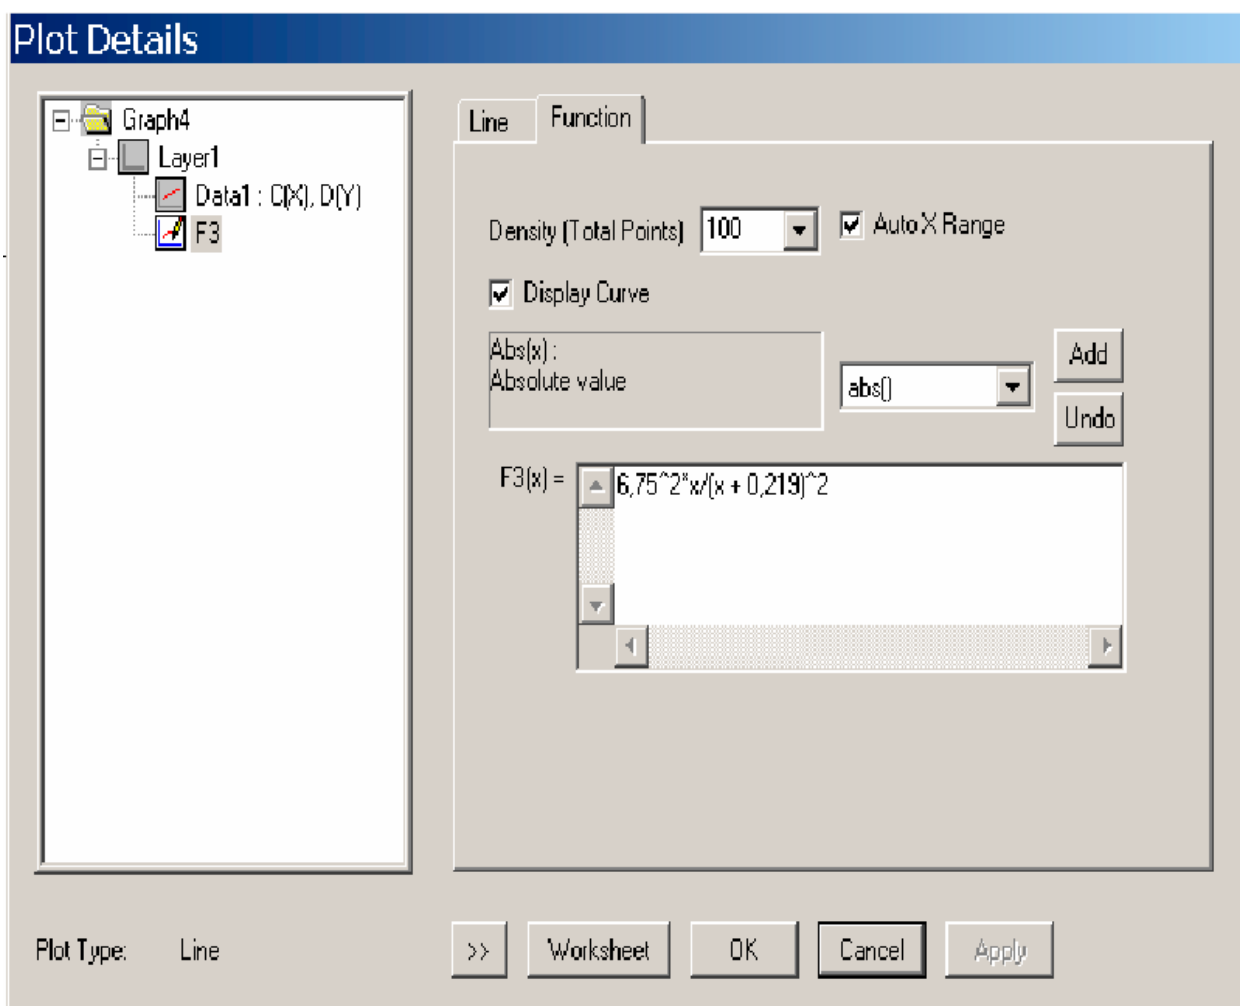 Plot Details
Graph4
Layer1
Data1 : C(X), D(Y)
F3
Line
Function
Density (Total Points)
100
Auto X Range
Display Curve
Abs(x) :
Absolute value
abs()
Add
Undo
F3(x) =
6,75^2*x/(x + 0,219)^2
Plot Type: Line
>>
Worksheet
OK
Cancel
Apply